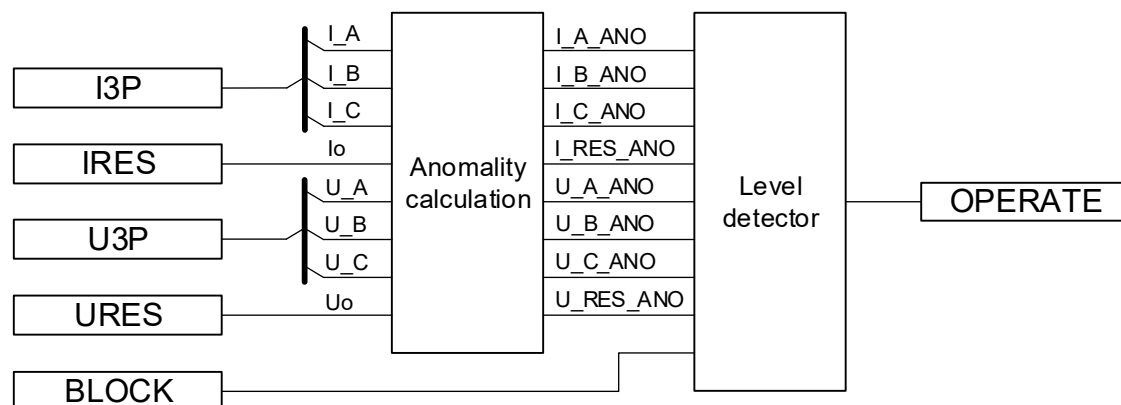 I3P
IRES
U3P
URES
BLOCK
I_A
I_B
I_C
Io
U_A
U_B
U_C
Uo
Anomality
calculation
I_A_ANO
I_B_ANO
I_C_ANO
I_RES_ANO
U_A_ANO
U_B_ANO
U_C_ANO
U_RES_ANO
Level
detector
OPERATE